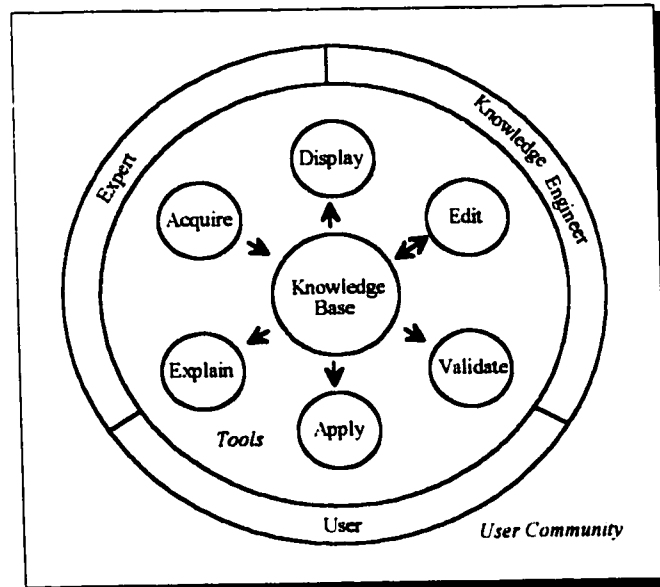 Display
Expert
Knowledge Engineer
Acquire
Edit
Knowledge
Base
Explain
Validate
Apply
Tools
User
User Community